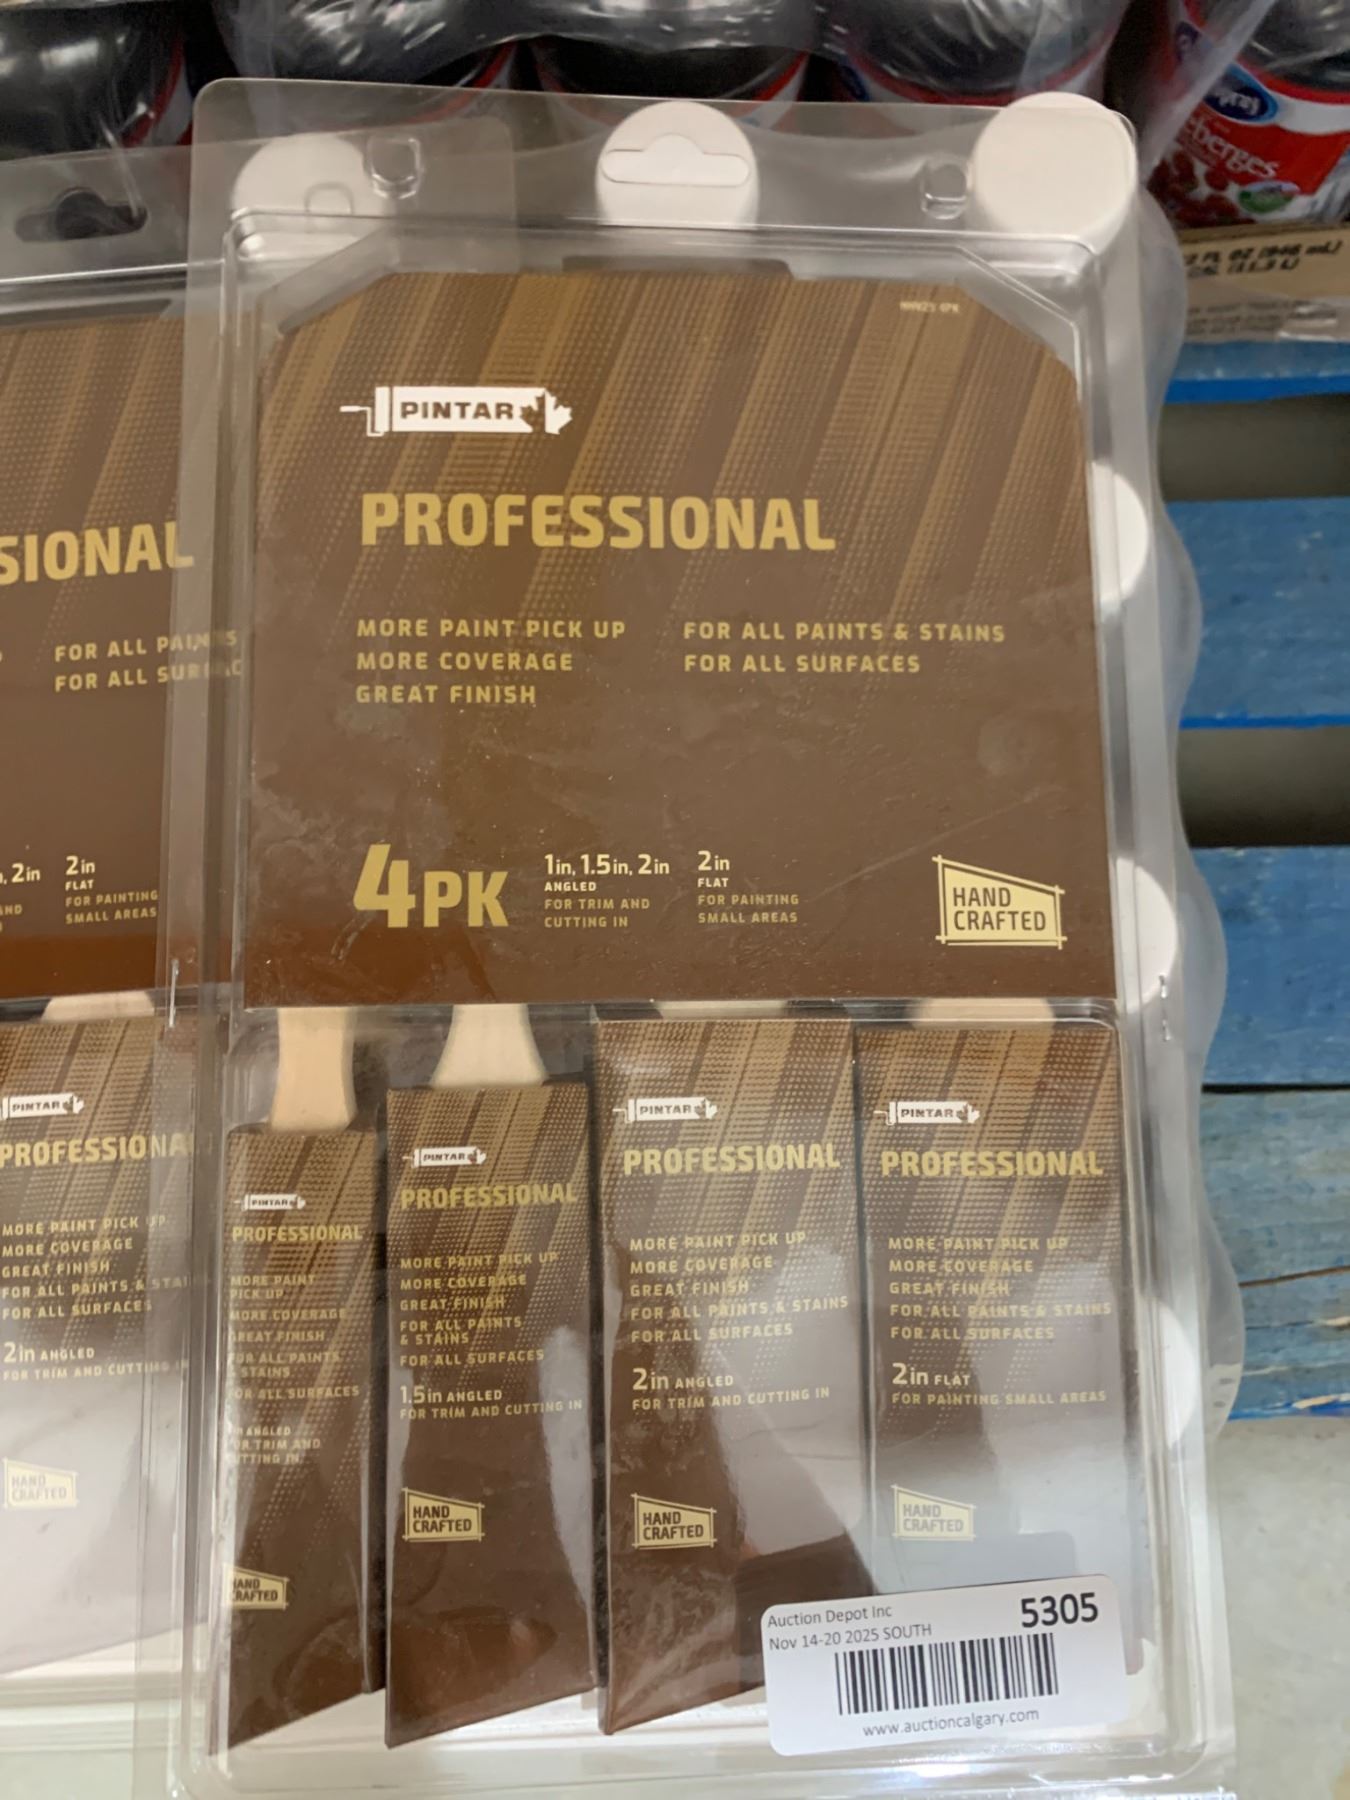 berges
PINTAR
PROFESSIONAL
MORE PAINT PICK UP
MORE COVERAGE
GREAT FINISH
FOR ALL PAINTS & STAINS
FOR ALL SURFACES
4PK
1in, 1.5in, 2in
ANGLED
FOR TRIM AND
CUTTING IN
2in
FLAT
FOR PAINTING
SMALL AREAS
HAND
CRAFTED
SIONAL
FOR ALL PAINTS
FOR ALL
, 2in
2in
FLAT
FOR PAINTING
SMALL AREAS
PINTAR
PROFESSIONAL
MORE PAINT PICK UP
MORE COVERAGE
GREAT FINISH
FOR ALL PAINTS & STAI
FOR ALL SURFACES
2in ANGLED
FOR TRIM AND CUTTING IN
HAND
CRAFTED
PINTAR
PROFESSIONAL
MORE PAINT
PICK UP
MORE COVERAGE
GREAT FINISH
FOR ALL PAINTS
STAINS
FOR ALL SURFACES
ANGLED
OR TRIM AND
UTTING IN
HAND
CRAFTED
PINTAR
PROFESSIONAL
MORE PAINT PICK UP
MORE COVERAGE
GREAT FINISH
FOR ALL PAINTS
& STAINS
FOR ALL SURFACES
1.5in ANGLED
FOR TRIM AND CUTTING IN
HAND
CRAFTED
PINTAR
PROFESSIONAL
MORE PAINT PICK UP
MORE COVERAGE
GREAT FINISH
FOR ALL PAINTS & STAINS
FOR ALL SURFACES
2in ANGLED
FOR TRIM AND CUTTING IN
HAND
CRAFTED
PINTAR
PROFESSIONAL
MORE PAINT PICK UP
MORE COVERAGE
GREAT FINISH
FOR ALL PAINTS & STAINS
FOR ALL SURFACES
2in FLAT
FOR PAINTING SMALL AREAS
HAND
CRAFTED
Auction Depot Inc
Nov 14-20 2025 SOUTH
5305
www.auctioncalgary.com